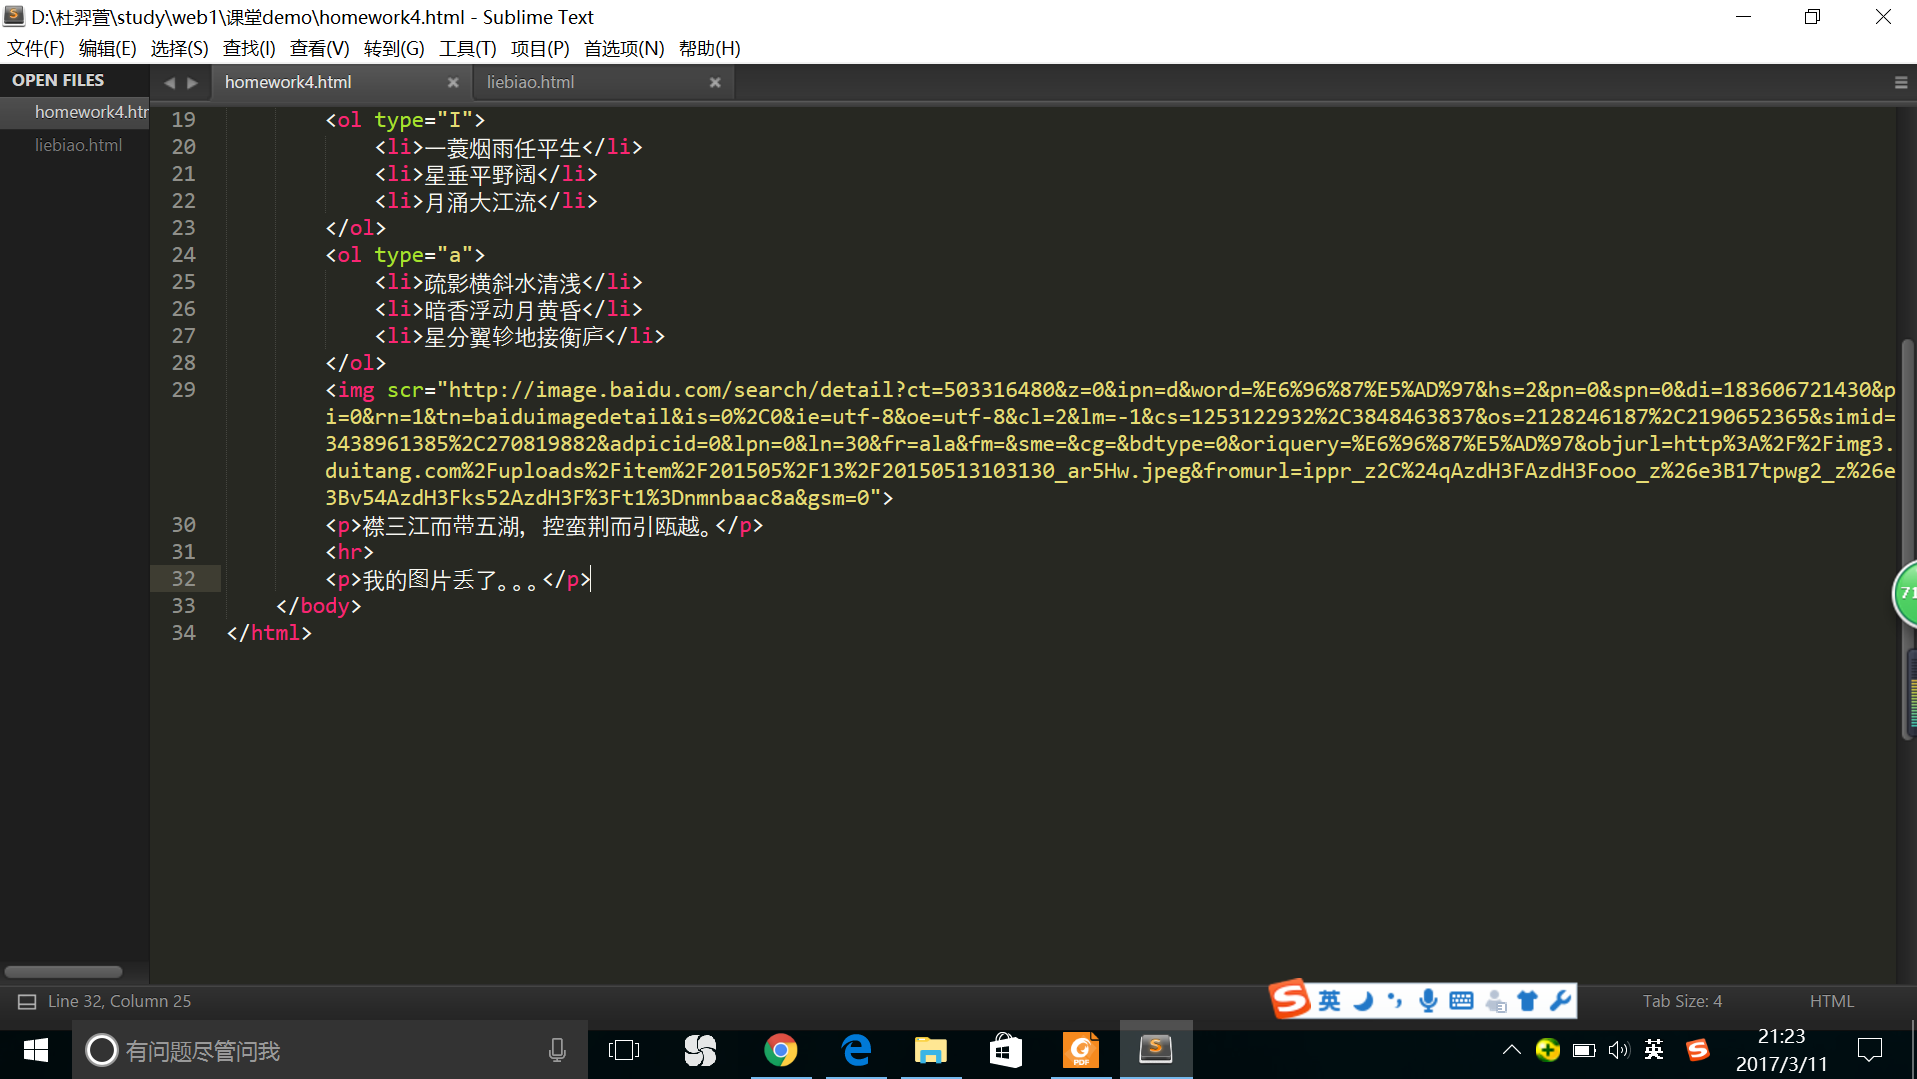 D:\杜羿萱\study\web1\课堂demo\homework4.html - Sublime Text
文件(F) 编辑(E) 选择(S) 查找(I) 查看(V) 转到(G) 工具(T) 项目(P) 首选项(N) 帮助(H)
OPEN FILES
homework4.htm
liebiao.html
homework4.html
liebiao.html
19 <ol type="I">
20 <li>一蓑烟雨任平生</li>
21 <li>星垂平野阔</li>
22 <li>月涌大江流</li>
23 </ol>
24 <ol type="a">
25 <li>疏影横斜水清浅</li>
26 <li>暗香浮动月黄昏</li>
27 <li>星分翼轸地接衡庐</li>
28 </ol>
29 <img scr="http://image.baidu.com/search/detail?ct=503316480&z=0&ipn=d&word=%E6%96%87%E5%AD%97&hs=2&pn=0&spn=0&di=183606721430&p
i=0&rn=1&tn=baiduimagedetail&is=0%2C0&ie=utf-8&oe=utf-8&cl=2&lm=-1&cs=1253122932%2C3848463837&os=2128246187%2C2190652365&simid=
3438961385%2C270819882&adpicid=0&lpn=0&ln=30&fr=ala&fm=&sme=&cg=&bdtype=0&oriquery=%E6%96%87%E5%AD%97&objurl=http%3A%2F%2Fimg3.
duitang.com%2Fuploads%2Fitem%2F201505%2F13%2F20150513103130_ar5Hw.jpeg&fromurl=ippr_z2C%24qAzdH3FAzdH3Fooo_z%26e3B17tpwg2_z%26e
3Bv54AzdH3Fks52AzdH3F%3Ft1%3Dnmnbaac8a&gsm=0">
30 <p>襟三江而带五湖，控蛮荆而引瓯越。</p>
31 <hr>
32 <p>我的图片丢了。。。</p>
33 </body>
34 </html>
71
Line 32, Column 25
英
Tab Size: 4
HTML
有问题尽管问我
PDF
英
21:23
2017/3/11